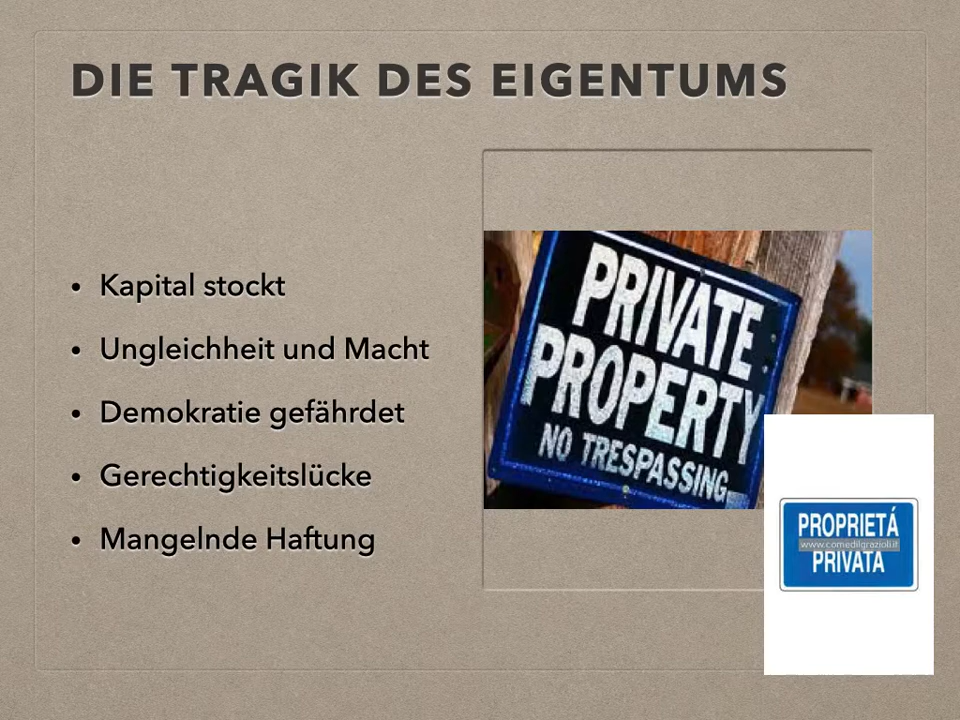 DIE TRAGIK DES EIGENTUMS
• Kapital stockt
• Ungleichheit und Macht
• Demokratie gefährdet
• Gerechtigkeitslücke
• Mangelnde Haftung
PRIVATE
PROPERTY
NO TRESPASSING
PROPRIETÁ
www.comedilgrazioli.it
PRIVATA